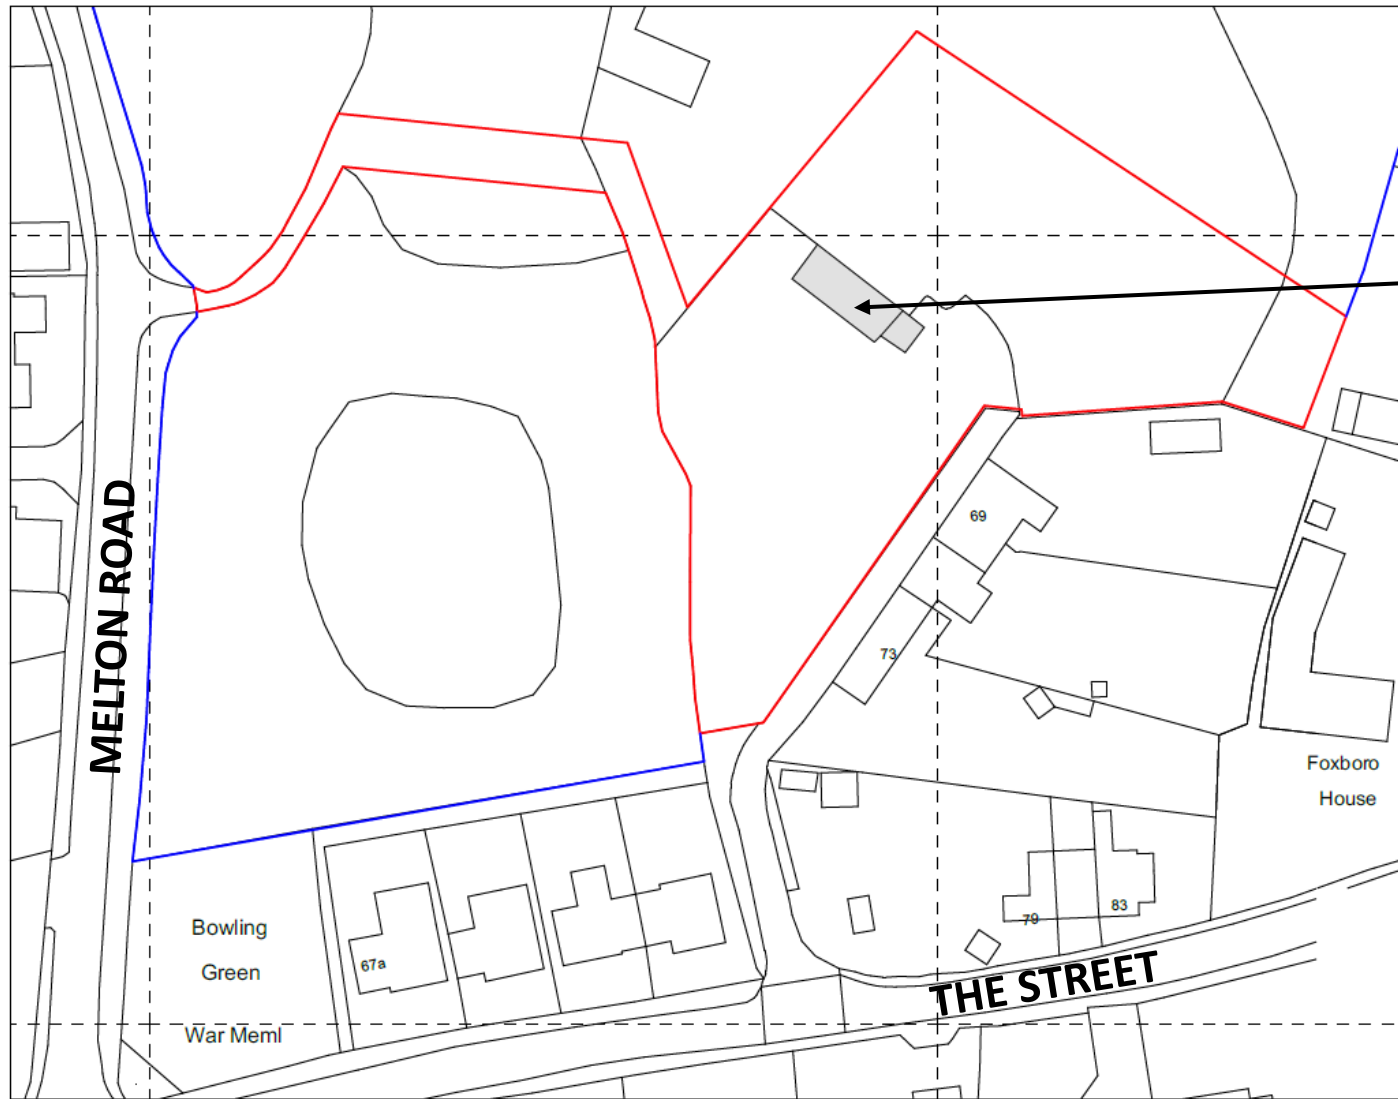 MELTON ROAD
69
73
Foxboro
House
79
83
Bowling
Green
67a
War Meml
THE STREET